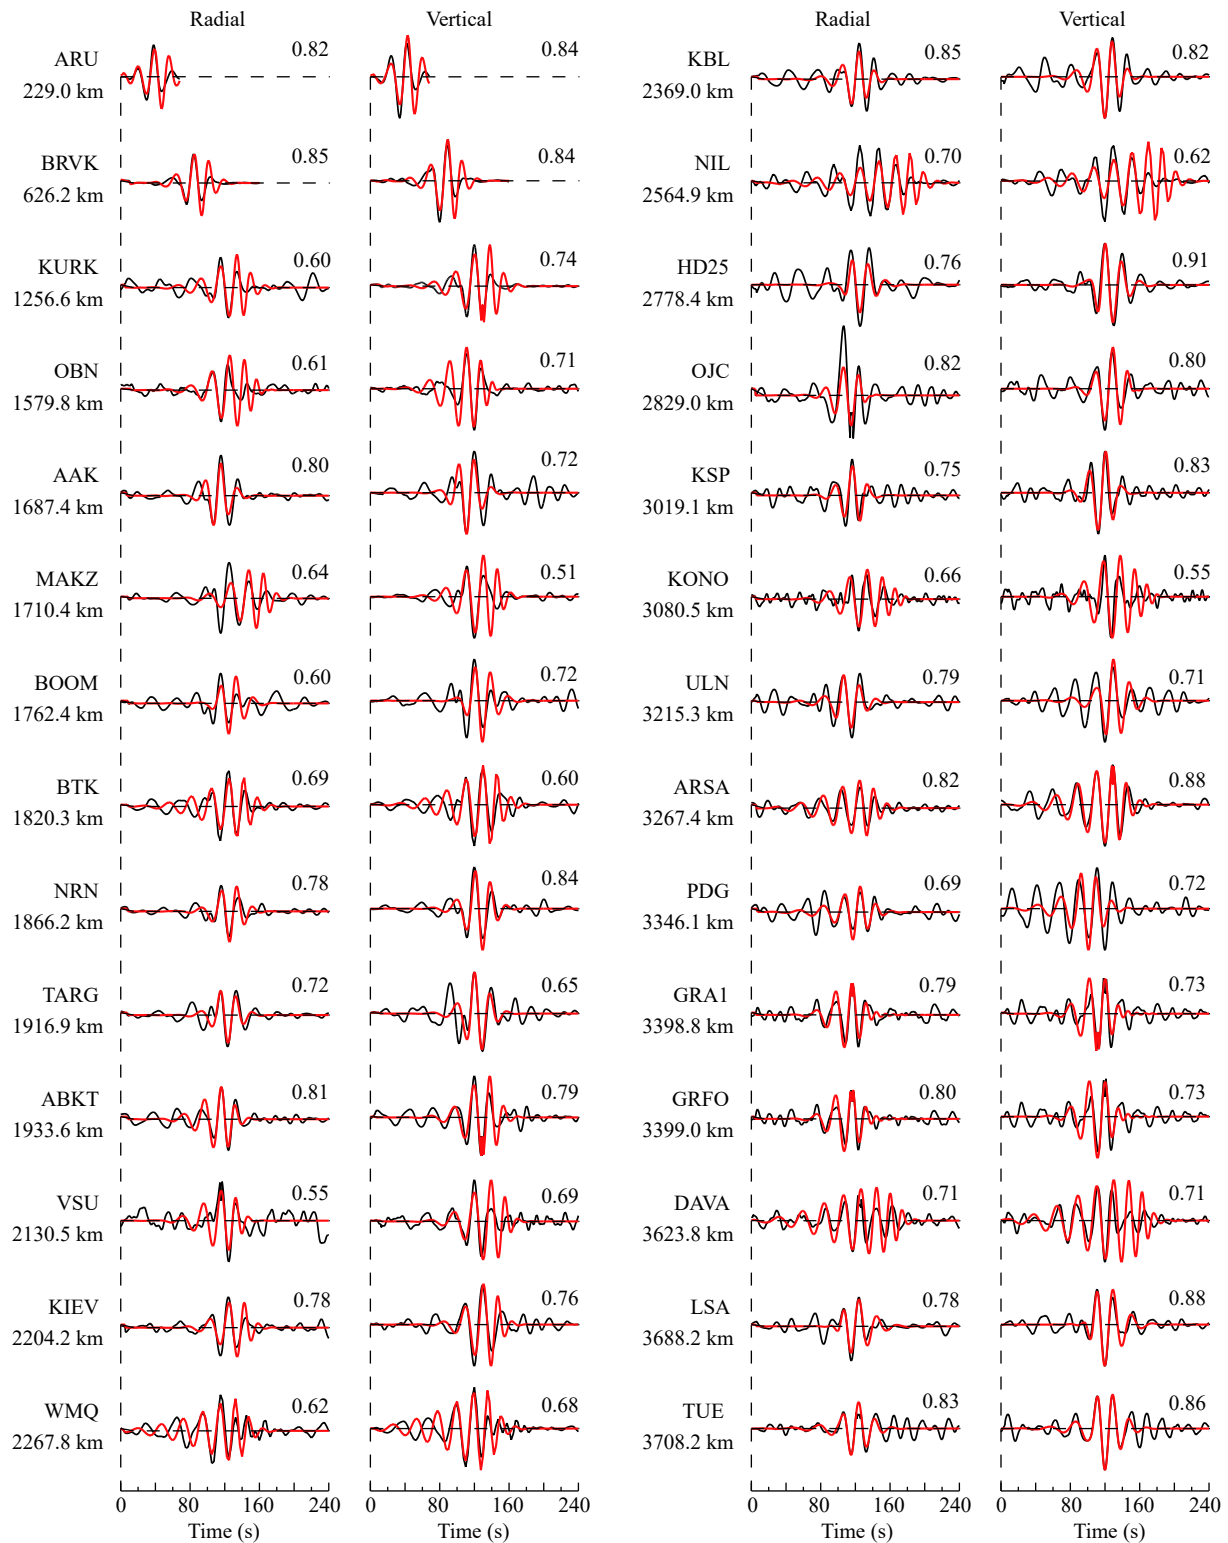 Radial Vertical Radial Vertical
ARU 0.82 0.84 KBL 0.85 0.82
229.0 km 2369.0 km
BRVK 0.85 0.84 NIL 0.70 0.62
626.2 km 2564.9 km
KURK 0.60 0.74 HD25 0.76 0.91
1256.6 km 2778.4 km
OBN 0.61 0.71 OJC 0.82 0.80
1579.8 km 2829.0 km
AAK 0.80 0.72 KSP 0.75 0.83
1687.4 km 3019.1 km
MAKZ 0.64 0.51 KONO 0.66 0.55
1710.4 km 3080.5 km
BOOM 0.60 0.72 ULN 0.79 0.71
1762.4 km 3215.3 km
BTK 0.69 0.60 ARSA 0.82 0.88
1820.3 km 3267.4 km
NRN 0.78 0.84 PDG 0.69 0.72
1866.2 km 3346.1 km
TARG 0.72 0.65 GRA1 0.79 0.73
1916.9 km 3398.8 km
ABKT 0.81 0.79 GRFO 0.80 0.73
1933.6 km 3399.0 km
VSU 0.55 0.69 DAVA 0.71 0.71
2130.5 km 3623.8 km
KIEV 0.78 0.76 LSA 0.78 0.88
2204.2 km 3688.2 km
WMQ 0.62 0.68 TUE 0.83 0.86
2267.8 km 3708.2 km
0 80 160 240 0 80 160 240 0 80 160 240 0 80 160 240
Time (s) Time (s) Time (s) Time (s)